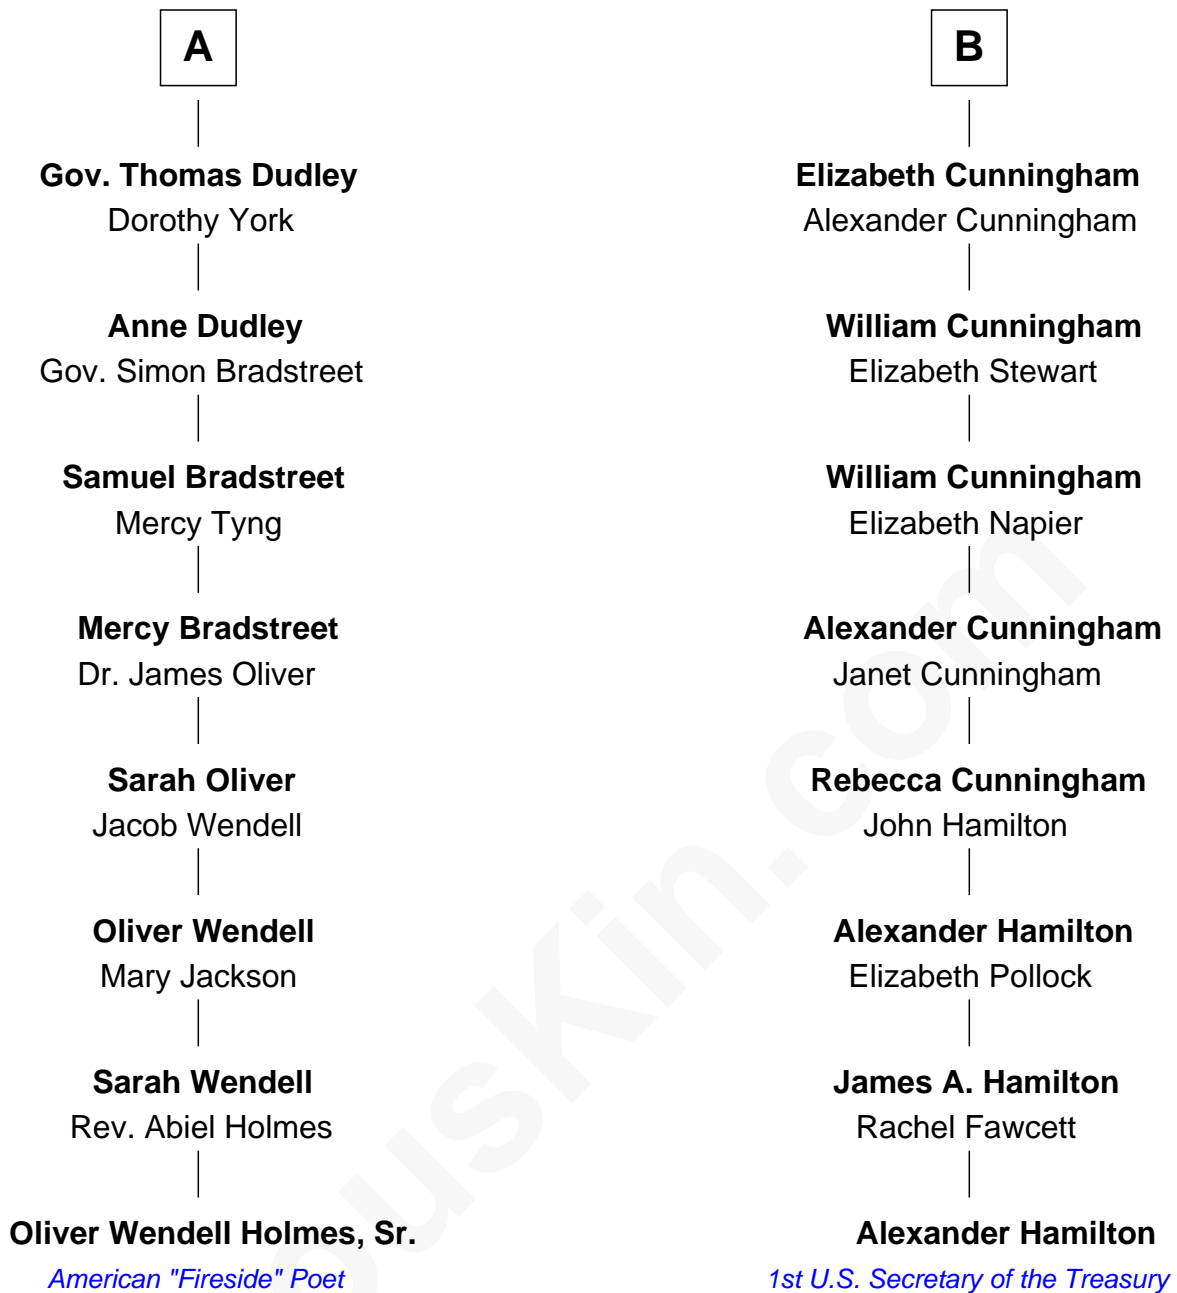 A
Gov. Thomas Dudley
Dorothy York
Anne Dudley
Gov. Simon Bradstreet
Samuel Bradstreet
Mercy Tyng
Mercy Bradstreet
Dr. James Oliver
Sarah Oliver
Jacob Wendell
Oliver Wendell
Mary Jackson
Sarah Wendell
Rev. Abiel Holmes
Oliver Wendell Holmes, Sr.
American "Fireside" Poet
B
Elizabeth Cunningham
Alexander Cunningham
William Cunningham
Elizabeth Stewart
William Cunningham
Elizabeth Napier
Alexander Cunningham
Janet Cunningham
Rebecca Cunningham
John Hamilton
Alexander Hamilton
Elizabeth Pollock
James A. Hamilton
Rachel Fawcett
Alexander Hamilton
1st U.S. Secretary of the Treasury
ousKin.com